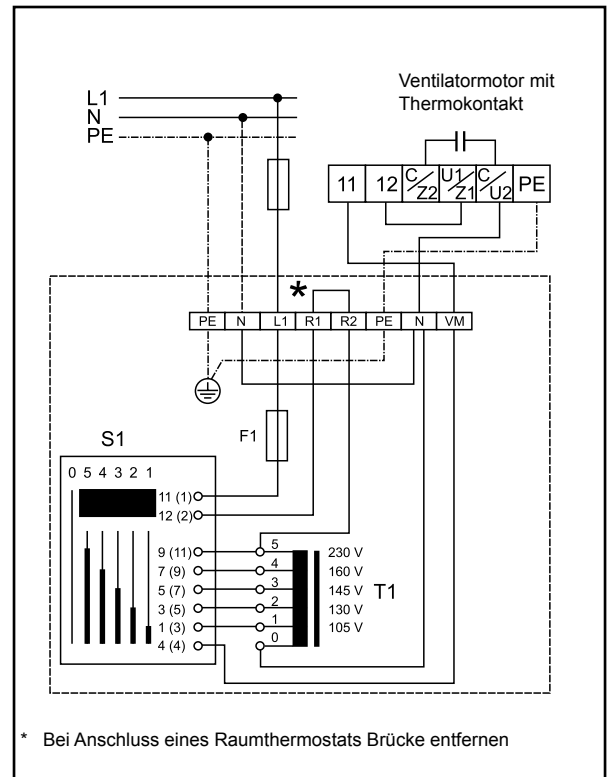 L1
N
PE
Ventilatormotor mit
Thermokontakt
11 12 C/Z2 U1/Z1 C/U2 PE
*
PE N L1 R1 R2 PE N VM
S1
F1
0 5 4 3 2 1
11 (1)
12 (2)
9 (11) 5 230 V
7 (9) 4 160 V
5 (7) 3 145 V
3 (5) 2 130 V
1 (3) 1 105 V
4 (4) 0
T1
* Bei Anschluss eines Raumthermostats Brücke entfernen